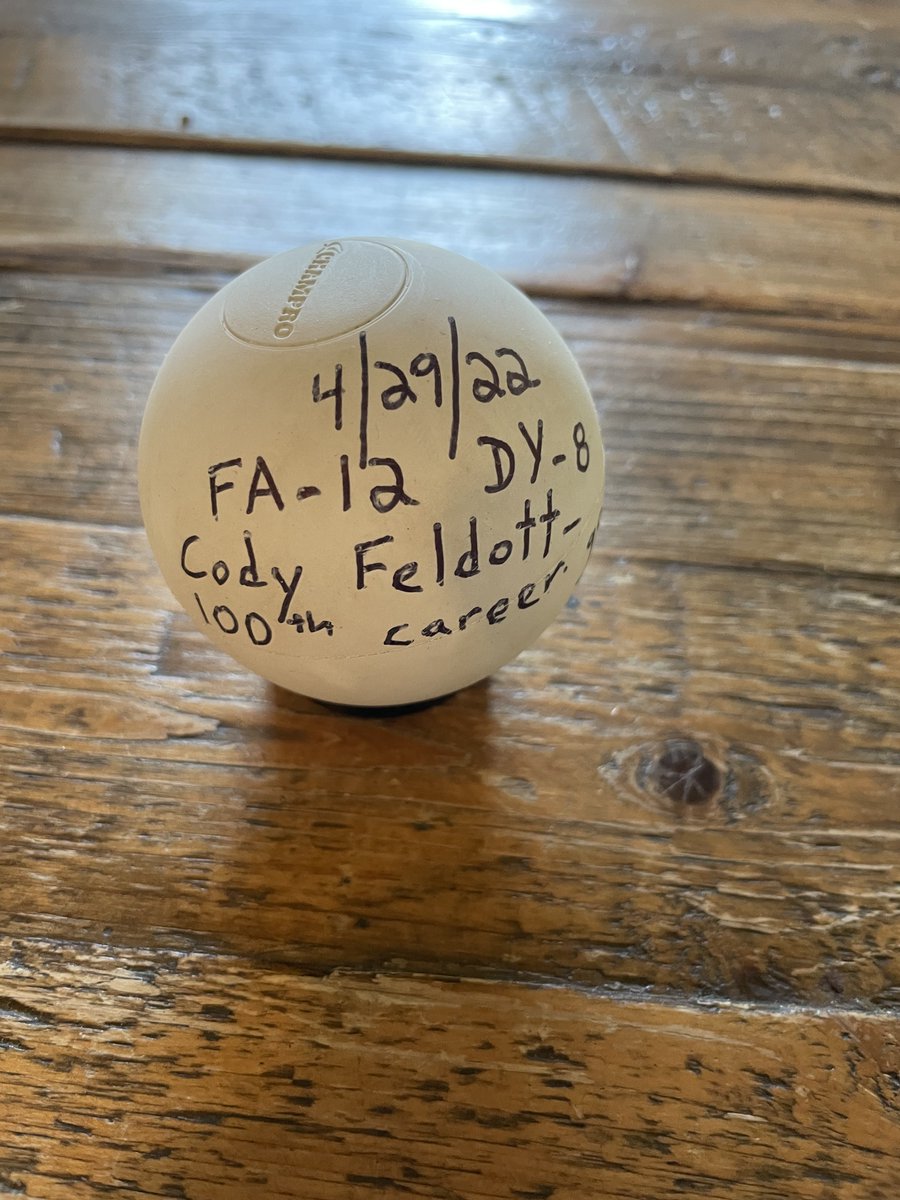 CHAMPRO
4/29/22
FA-12 DY-8
Cody Feldott-
100th career.